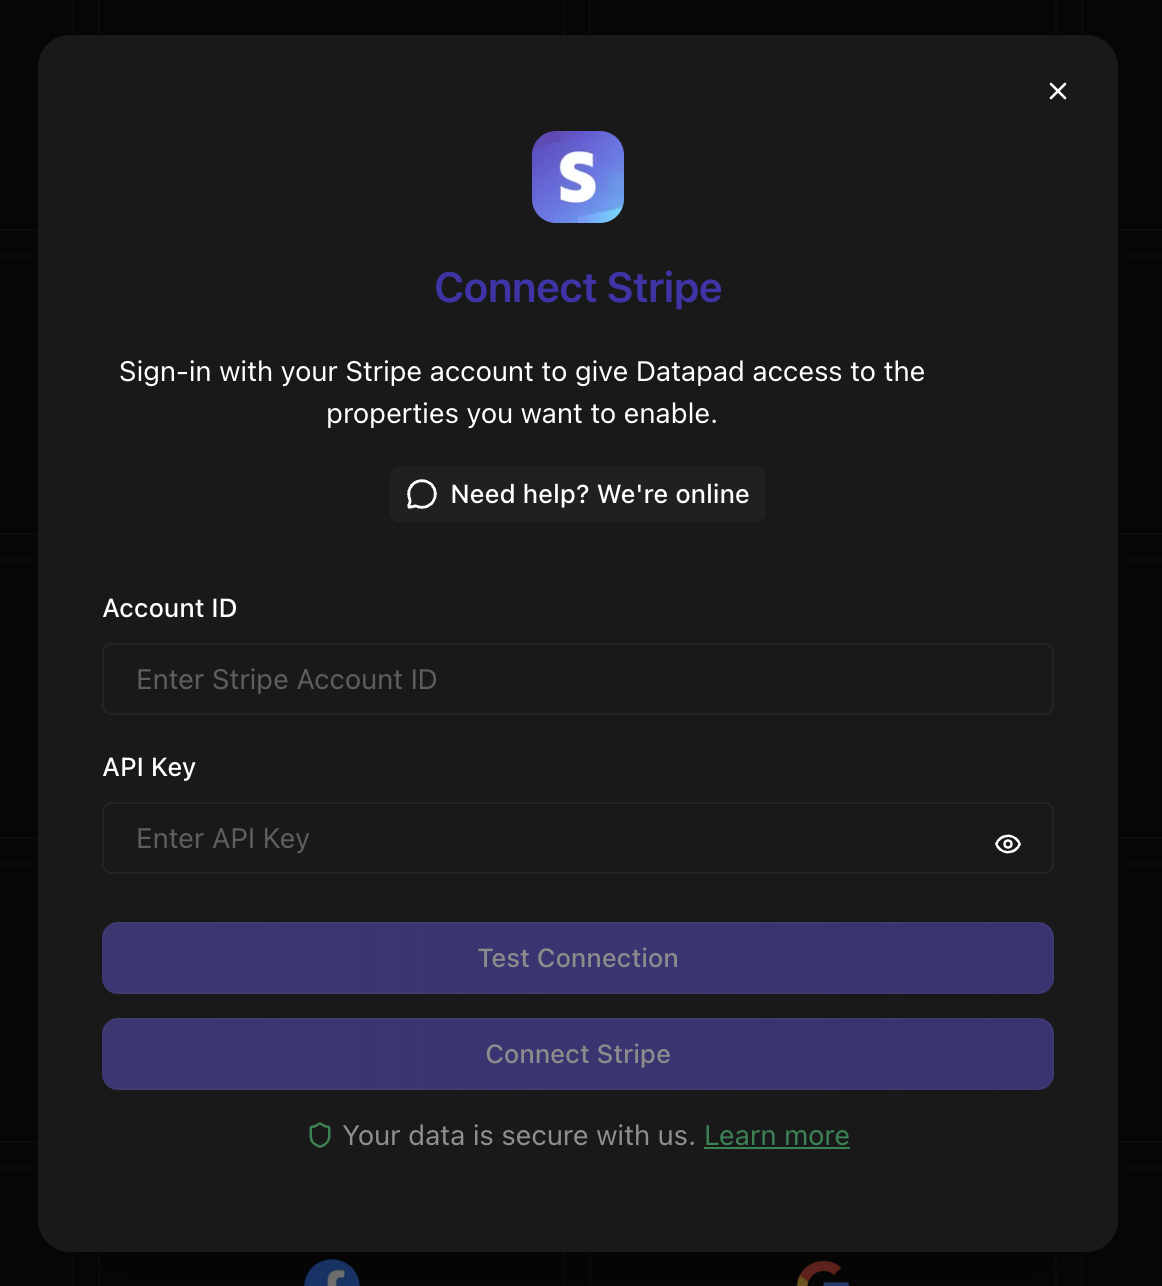 S
Connect Stripe
Sign-in with your Stripe account to give Datapad access to the
properties you want to enable.
Need help? We're online
Account ID
Enter Stripe Account ID
API Key
Enter API Key
Test Connection
Connect Stripe
Your data is secure with us. Learn more